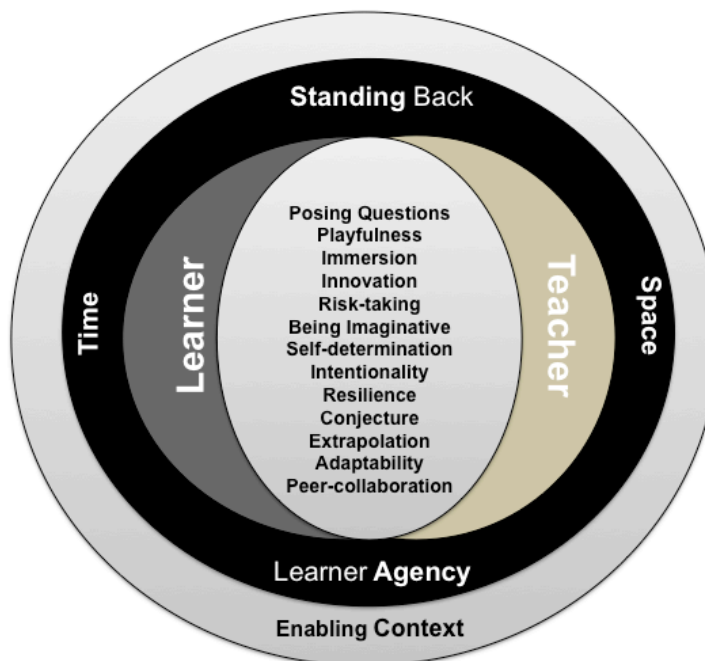 Standing Back
Posing Questions
Playfulness
Immersion
Innovation
Risk-taking
Being Imaginative
Self-determination
Intentionality
Resilience
Conjecture
Extrapolation
Adaptability
Peer-collaboration
Time
Learner
Teacher
Space
Learner Agency
Enabling Context